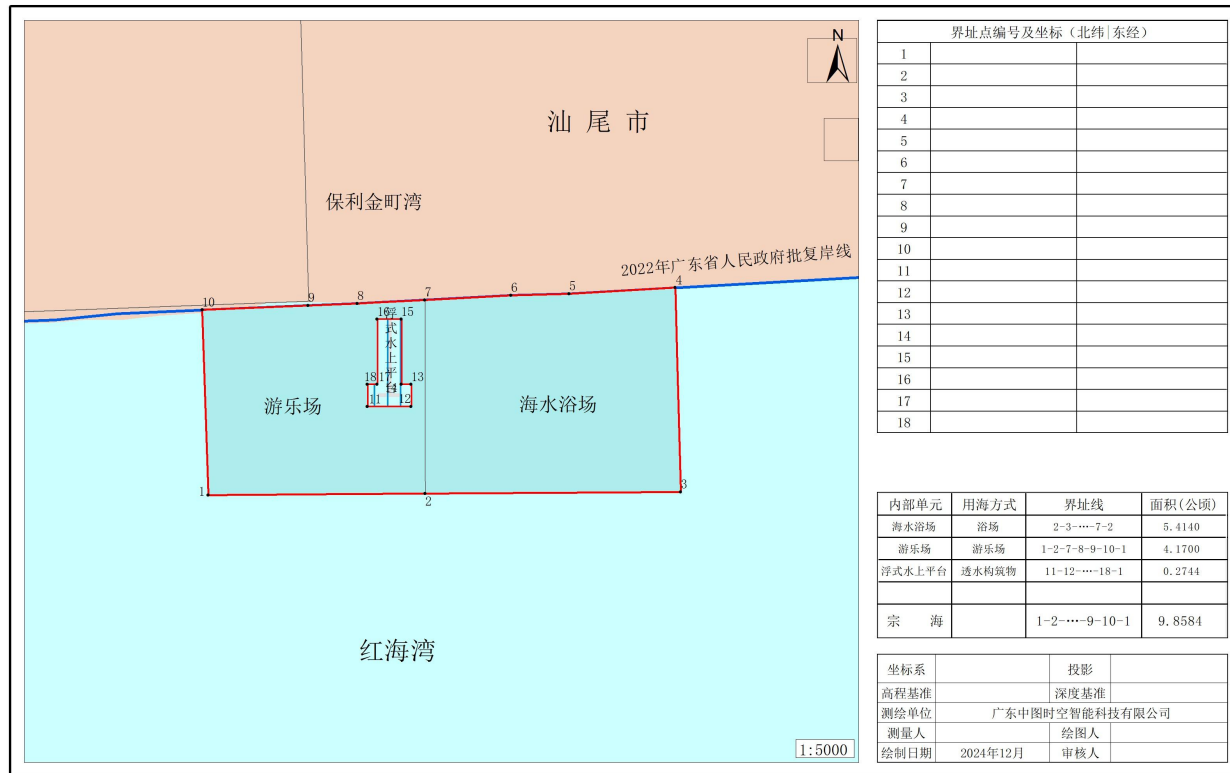 N
汕尾市
保利金町湾
2022年广东省人民政府批复岸线
10
9
8
7
6
5
4
16
15
浮式水上平台
18
17
14
13
11
12
游乐场
海水浴场
1
2
3
红海湾
1:5000
界址点编号及坐标（北纬|东经）
1
2
3
4
5
6
7
8
9
10
11
12
13
14
15
16
17
18
内部单元 用海方式 界址线 面积(公顷)
海水浴场 浴场 2-3-…-7-2 5.4140
游乐场 游乐场 1-2-7-8-9-10-1 4.1700
浮式水上平台 透水构筑物 11-12-…-18-1 0.2744
宗 海 1-2-…-9-10-1 9.8584
坐标系 投影
高程基准 深度基准
测绘单位 广东中图时空智能科技有限公司
测量人 绘图人
绘制日期 2024年12月 审核人